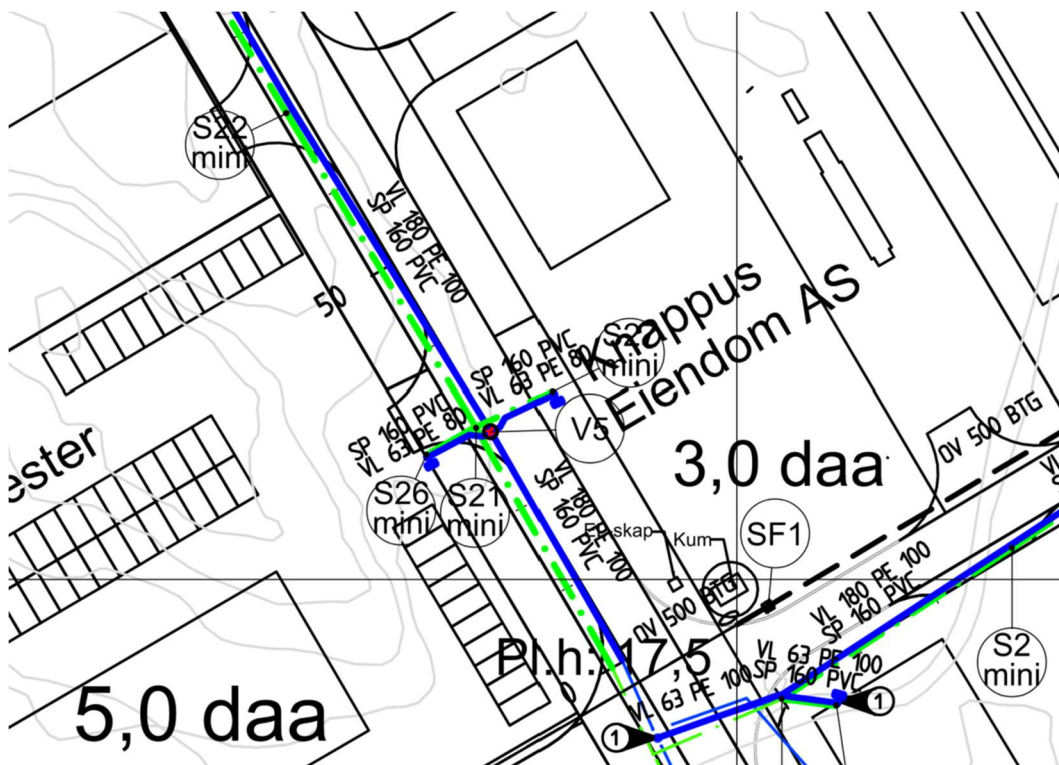 S22
mini
VL 180 PE 100
SP 160 PVC
50
Knappus
Eiendom AS
mini
SP 160 PVC
VL 63 PE 80
V5
SP 160 PVC
VL 63 PE 80
ester
S26
mini
S21
mini
VL 180 PE 100
SP 160 PVC
3,0 daa
OV 500 BTG
VL
skap
Kum
SF1
OV 500 BTG
VL 180 PE 100
SP 160 PVC
Pl.h: 17,5
VL 63 PE 100
SP 160 PVC
VL 63 PE 100
S2
mini
5,0 daa
0
1
1